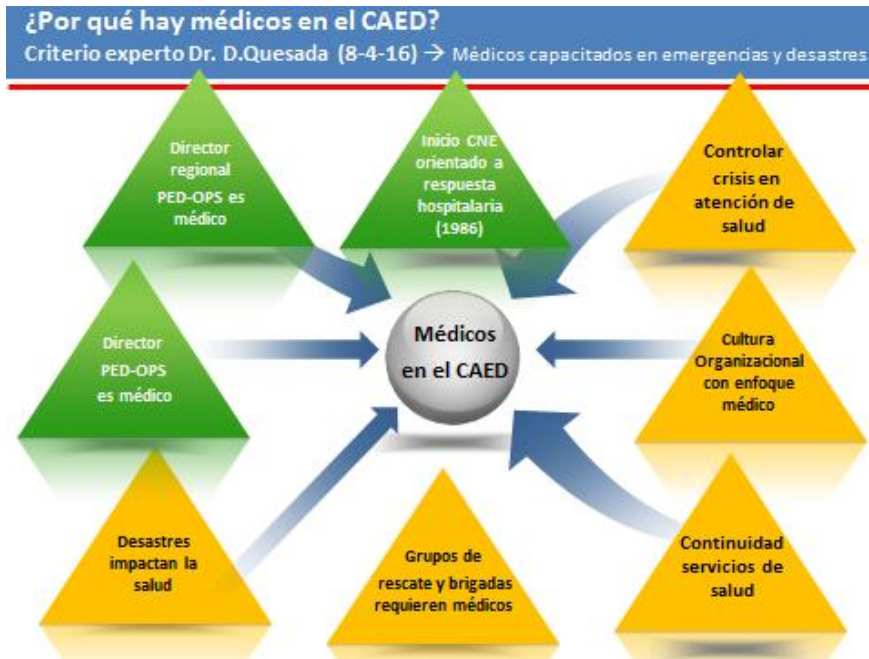 ¿Por qué hay médicos en el CAED?
Criterio experto Dr. D.Quesada (8-4-16) → Médicos capacitados en emergencias y desastres
Director
regional
PED-OPS es
médico
Inicio CNE
orientado a
respuesta
hospitalaria
(1986)
Controlar
crisis en
atención de
salud
Director
PED-OPS
es médico
Médicos
en el CAED
Cultura
Organizacional
con enfoque
médico
Desastres
impactan la
salud
Grupos de
rescate y brigadas
requieren médicos
Continuidad
servicios de
salud